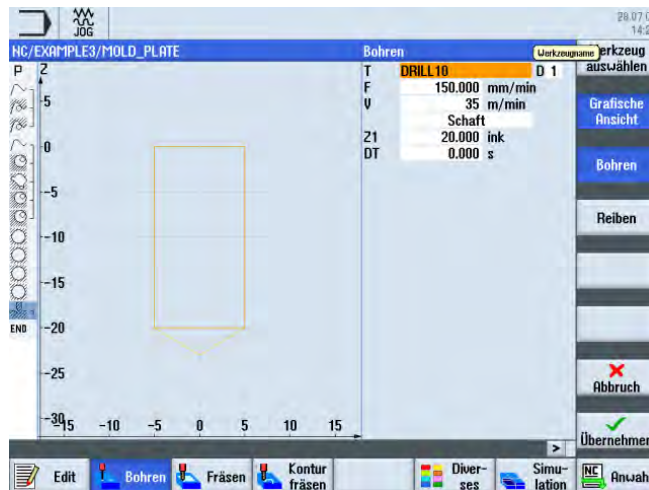 JOG
28.07
14:2
NC/EXAMPLE3/MOLD_PLATE
Bohren
Werkzeugname
erkzeug
auswählen
P
Z
T DRILL10 D 1
F 150.000 mm/min
V 35 m/min
Schaft
Z1 20.000 ink
DT 0.000 s
5
0
-5
-10
-15
-20
-25
-30
-15 -10 -5 0 5 10 15
END
Grafische
Ansicht
Bohren
Reiben
Abbruch
Übernehmen
>
Edit
Bohren
Fräsen
Kontur
fräsen
Diver-
ses
Simu-
lation
NC
Anwah